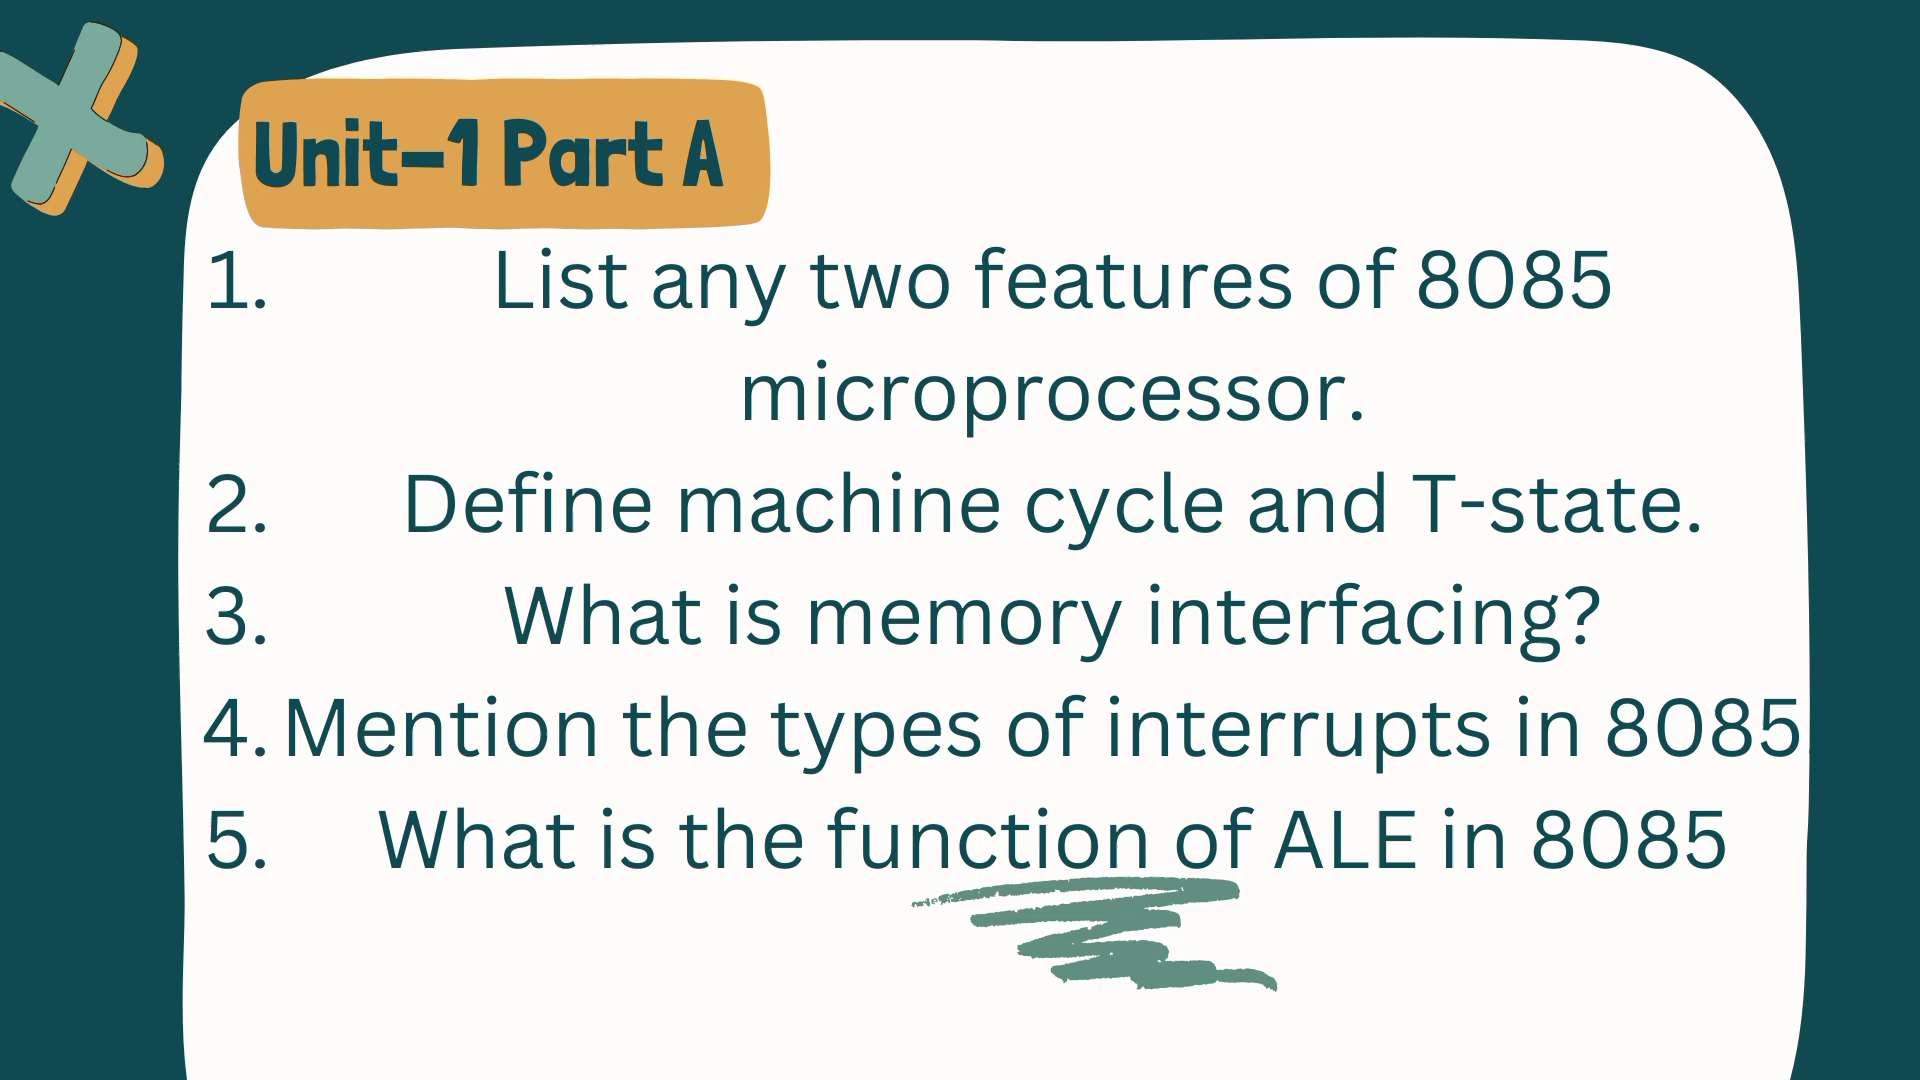 Unit-1 Part A
1. List any two features of 8085
microprocessor.
2. Define machine cycle and T-state.
3. What is memory interfacing?
4. Mention the types of interrupts in 8085.
5. What is the function of ALE in 8085